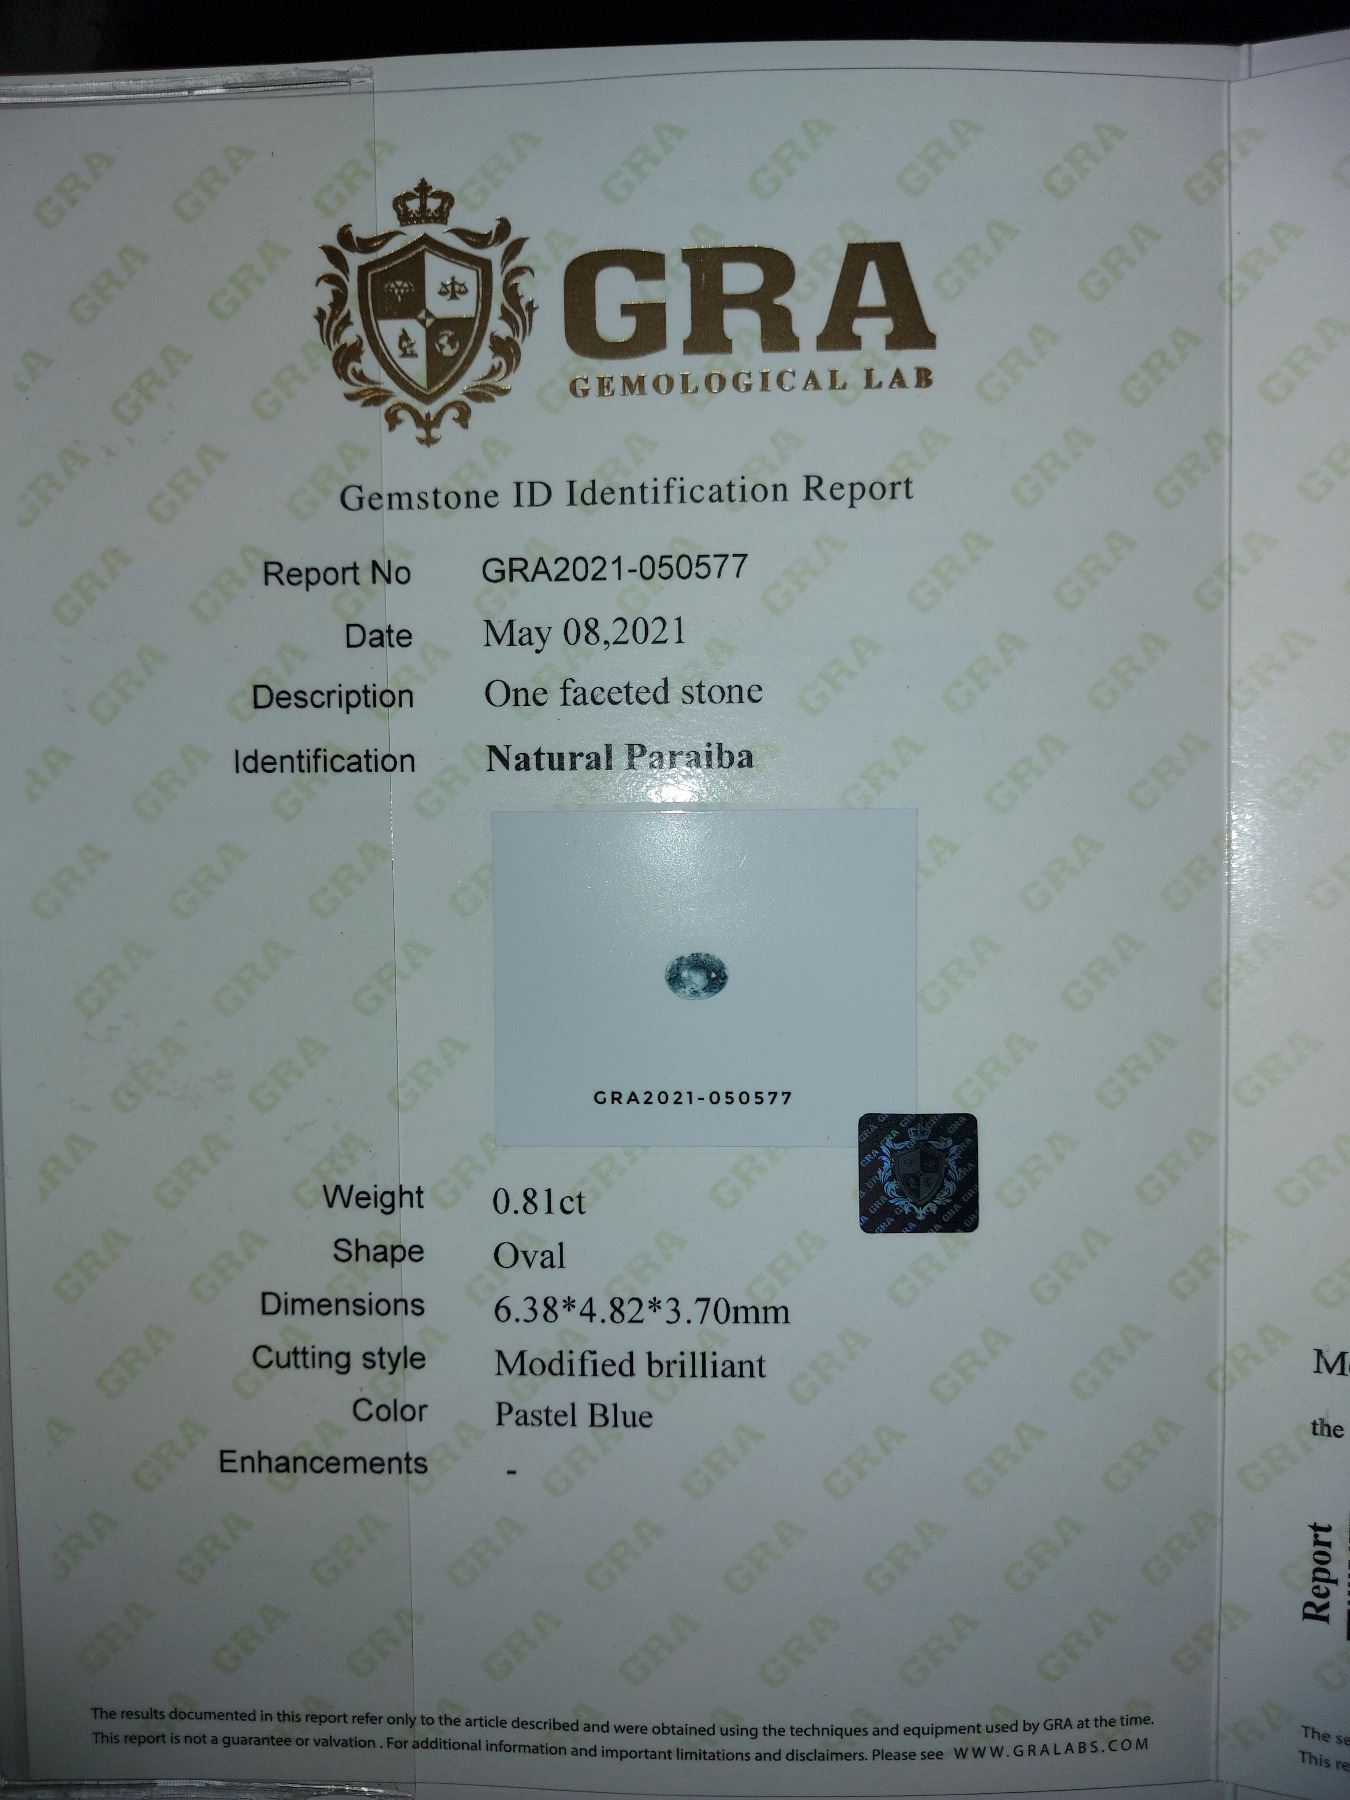 GRA
GEMOLOGICAL LAB
Gemstone ID Identification Report
Report No GRA2021-050577
Date May 08,2021
Description One faceted stone
Identification Natural Paraiba
GRA2021-050577
Weight 0.81ct
Shape Oval
Dimensions 6.38*4.82*3.70mm
Cutting style Modified brilliant
Color Pastel Blue
Enhancements -
The results documented in this report refer only to the article described and were obtained using the techniques and equipment used by GRA at the time.
This report is not a guarantee or valvation . For additional information and important limitations and disclaimers. Please see WWW.GRALABS.COM
the
Report
The
This